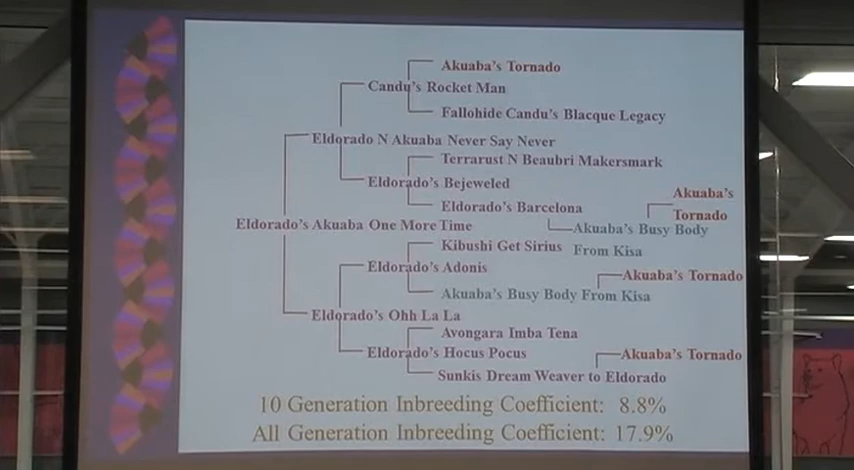 Akuaba's Tornado
Candu's Rocket Man
Fallohide Candu's Blacque Legacy
Eldorado N Akuaba Never Say Never
Terrarust N Beaubri Makersmark
Eldorado's Bejeweled
Akuaba's
Tornado
Eldorado's Barcelona
Eldorado's Akuaba One More Time
Akuaba's Busy Body
From Kisa
Kibushi Get Sirius
Eldorado's Adonis
Akuaba's Tornado
Akuaba's Busy Body From Kisa
Eldorado's Ohh La La
Avongara Imba Tena
Eldorado's Hocus Pocus
Akuaba's Tornado
Sunkis Dream Weaver to Eldorado
10 Generation Inbreeding Coefficient: 8.8%
All Generation Inbreeding Coefficient: 17.9%